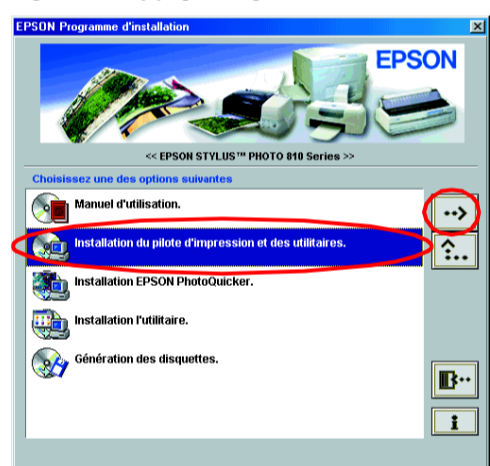 EPSON Programme d'installation
EPSON
<< EPSON STYLUS™ PHOTO 810 Series >>
Choisissez une des options suivantes
Manuel d'utilisation.
Installation du pilote d'impression et des utilitaires.
Installation EPSON PhotoQuicker.
Installation l'utilitaire.
Génération des disquettes.